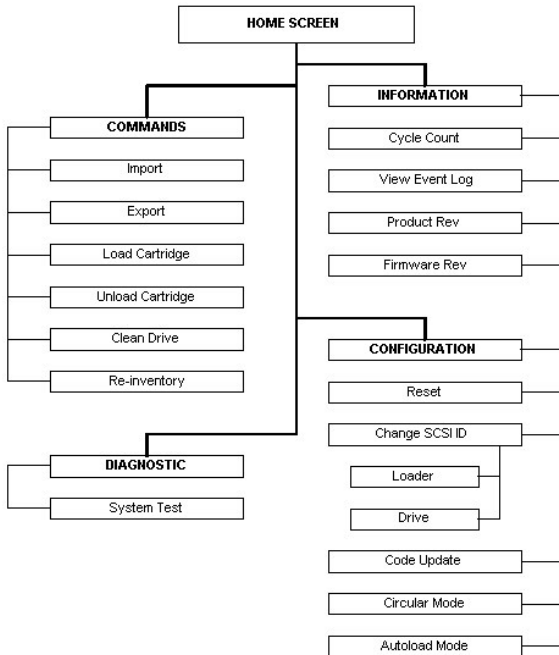 HOME SCREEN
COMMANDS
Import
Export
Load Cartridge
Unload Cartridge
Clean Drive
Re-inventory
DIAGNOSTIC
System Test
INFORMATION
Cycle Count
View Event Log
Product Rev
Firmware Rev
CONFIGURATION
Reset
Change SCSI ID
Loader
Drive
Code Update
Circular Mode
Autoload Mode